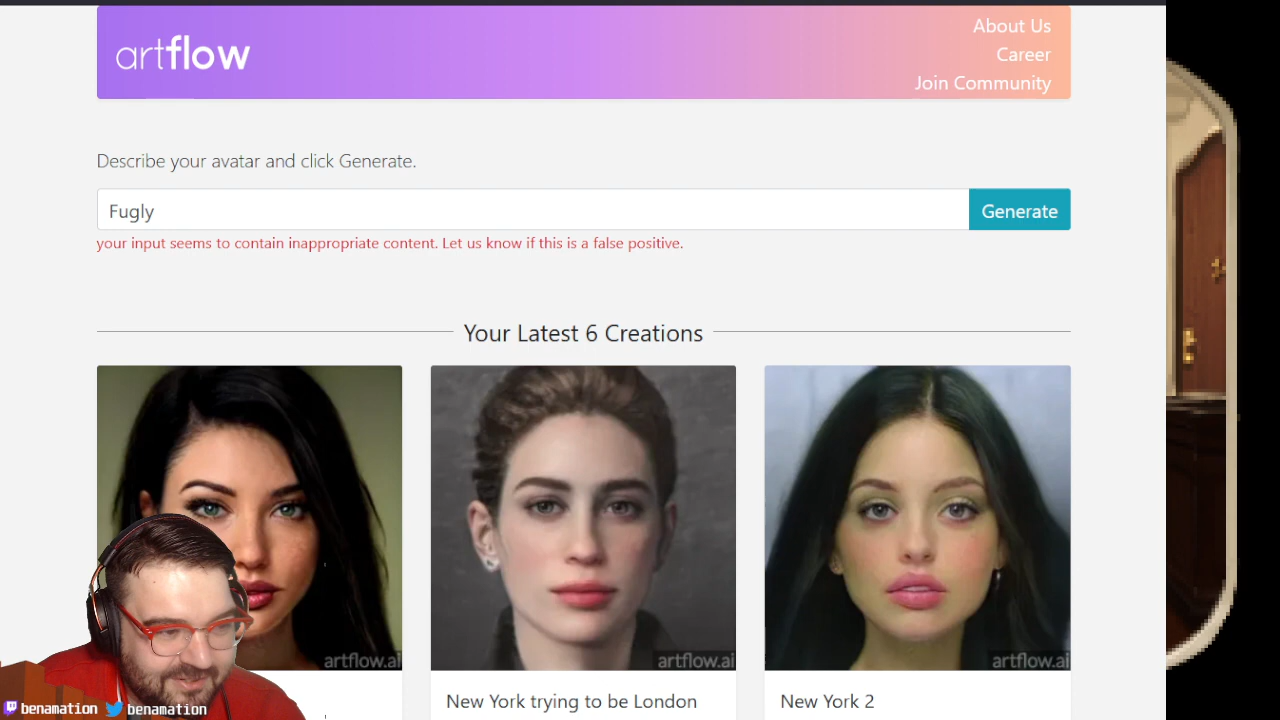 artflow
About Us
Career
Join Community
Describe your avatar and click Generate.
Fugly
Generate
your input seems to contain inappropriate content. Let us know if this is a false positive.
Your Latest 6 Creations
artflow.ai
artflow.ai
artflow.ai
New York trying to be London
New York 2
benamation
benamation